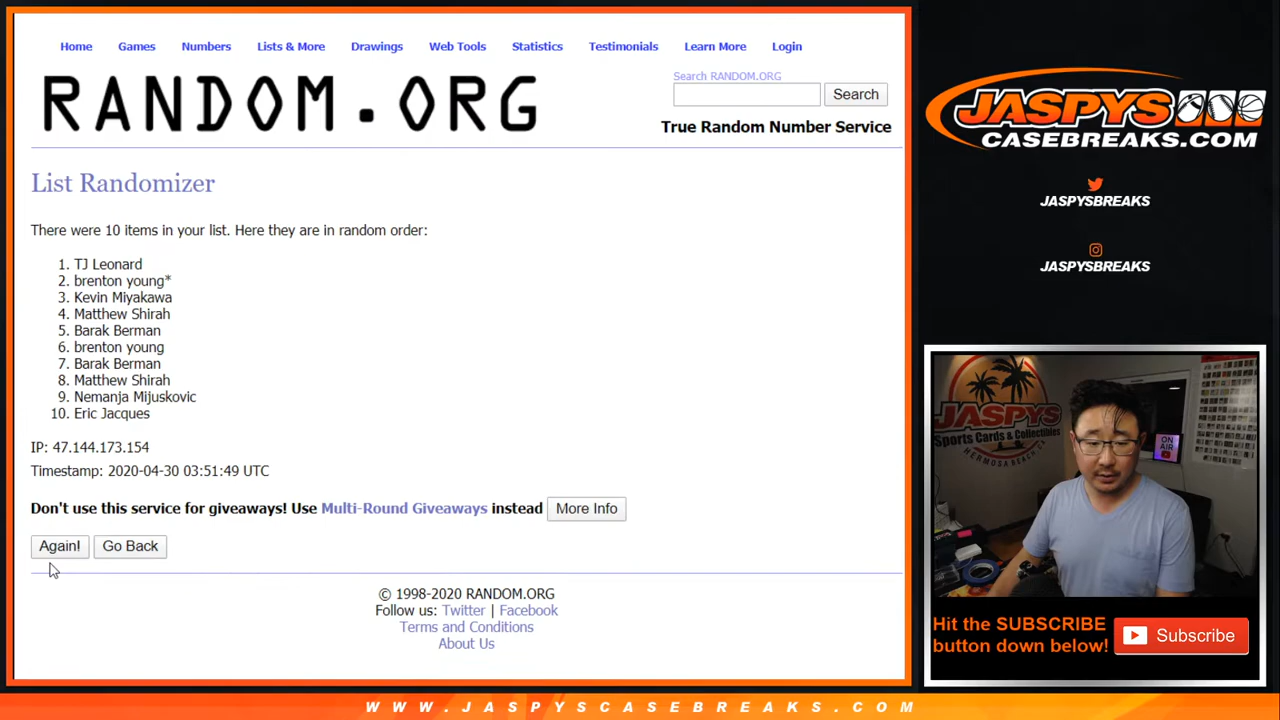 Home Games Numbers Lists & More Drawings Web Tools Statistics Testimonials Learn More Login
RANDOM.ORG
Search RANDOM.ORG
Search
True Random Number Service
List Randomizer
There were 10 items in your list. Here they are in random order:
1. TJ Leonard
2. brenton young*
3. Kevin Miyakawa
4. Matthew Shirah
5. Barak Berman
6. brenton young
7. Barak Berman
8. Matthew Shirah
9. Nemanja Mijuskovic
10. Eric Jacques
IP: 47.144.173.154
Timestamp: 2020-04-30 03:51:49 UTC
Don't use this service for giveaways! Use Multi-Round Giveaways instead More Info
Again! Go Back
© 1998-2020 RANDOM.ORG
Follow us: Twitter | Facebook
Terms and Conditions
About Us
JASPYS
CASEBREAKS.COM
JASPYSBREAKS
JASPYSBREAKS
JASPYS
Sports Cards & Collectibles
HERMOSA BEACH, CA
ON
AIR
Hit the SUBSCRIBE
button down below!
Subscribe
WWW.JASPYSCASEBREAKS.COM